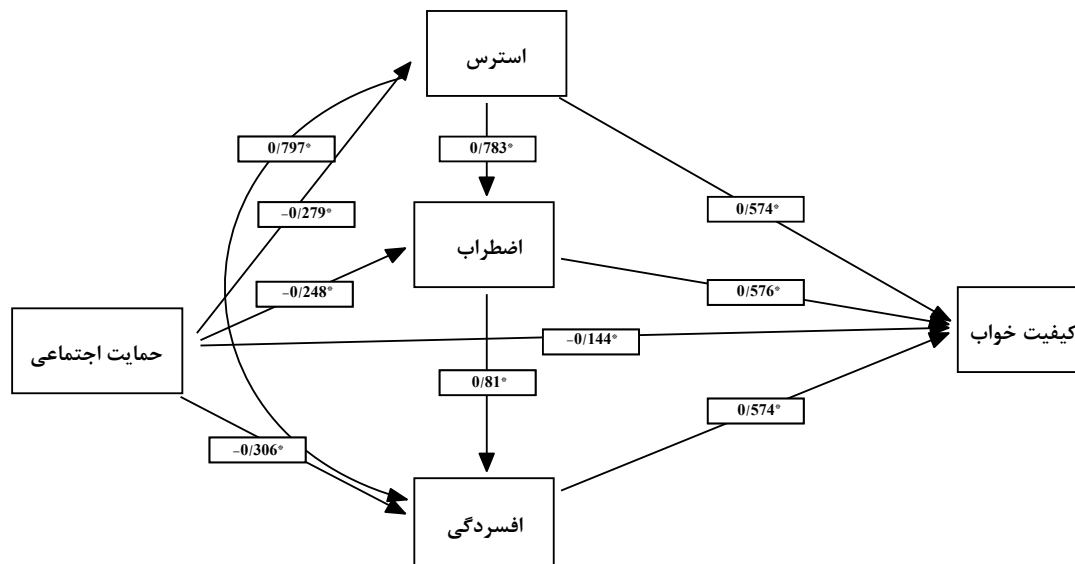 استرس
0/797*
0/783*
-0/279*
0/574*
اضطراب
-0/248*
0/576*
کیفیت خواب
-0/144*
حمایت اجتماعی
0/81*
0/574*
-0/306*
افسردگی